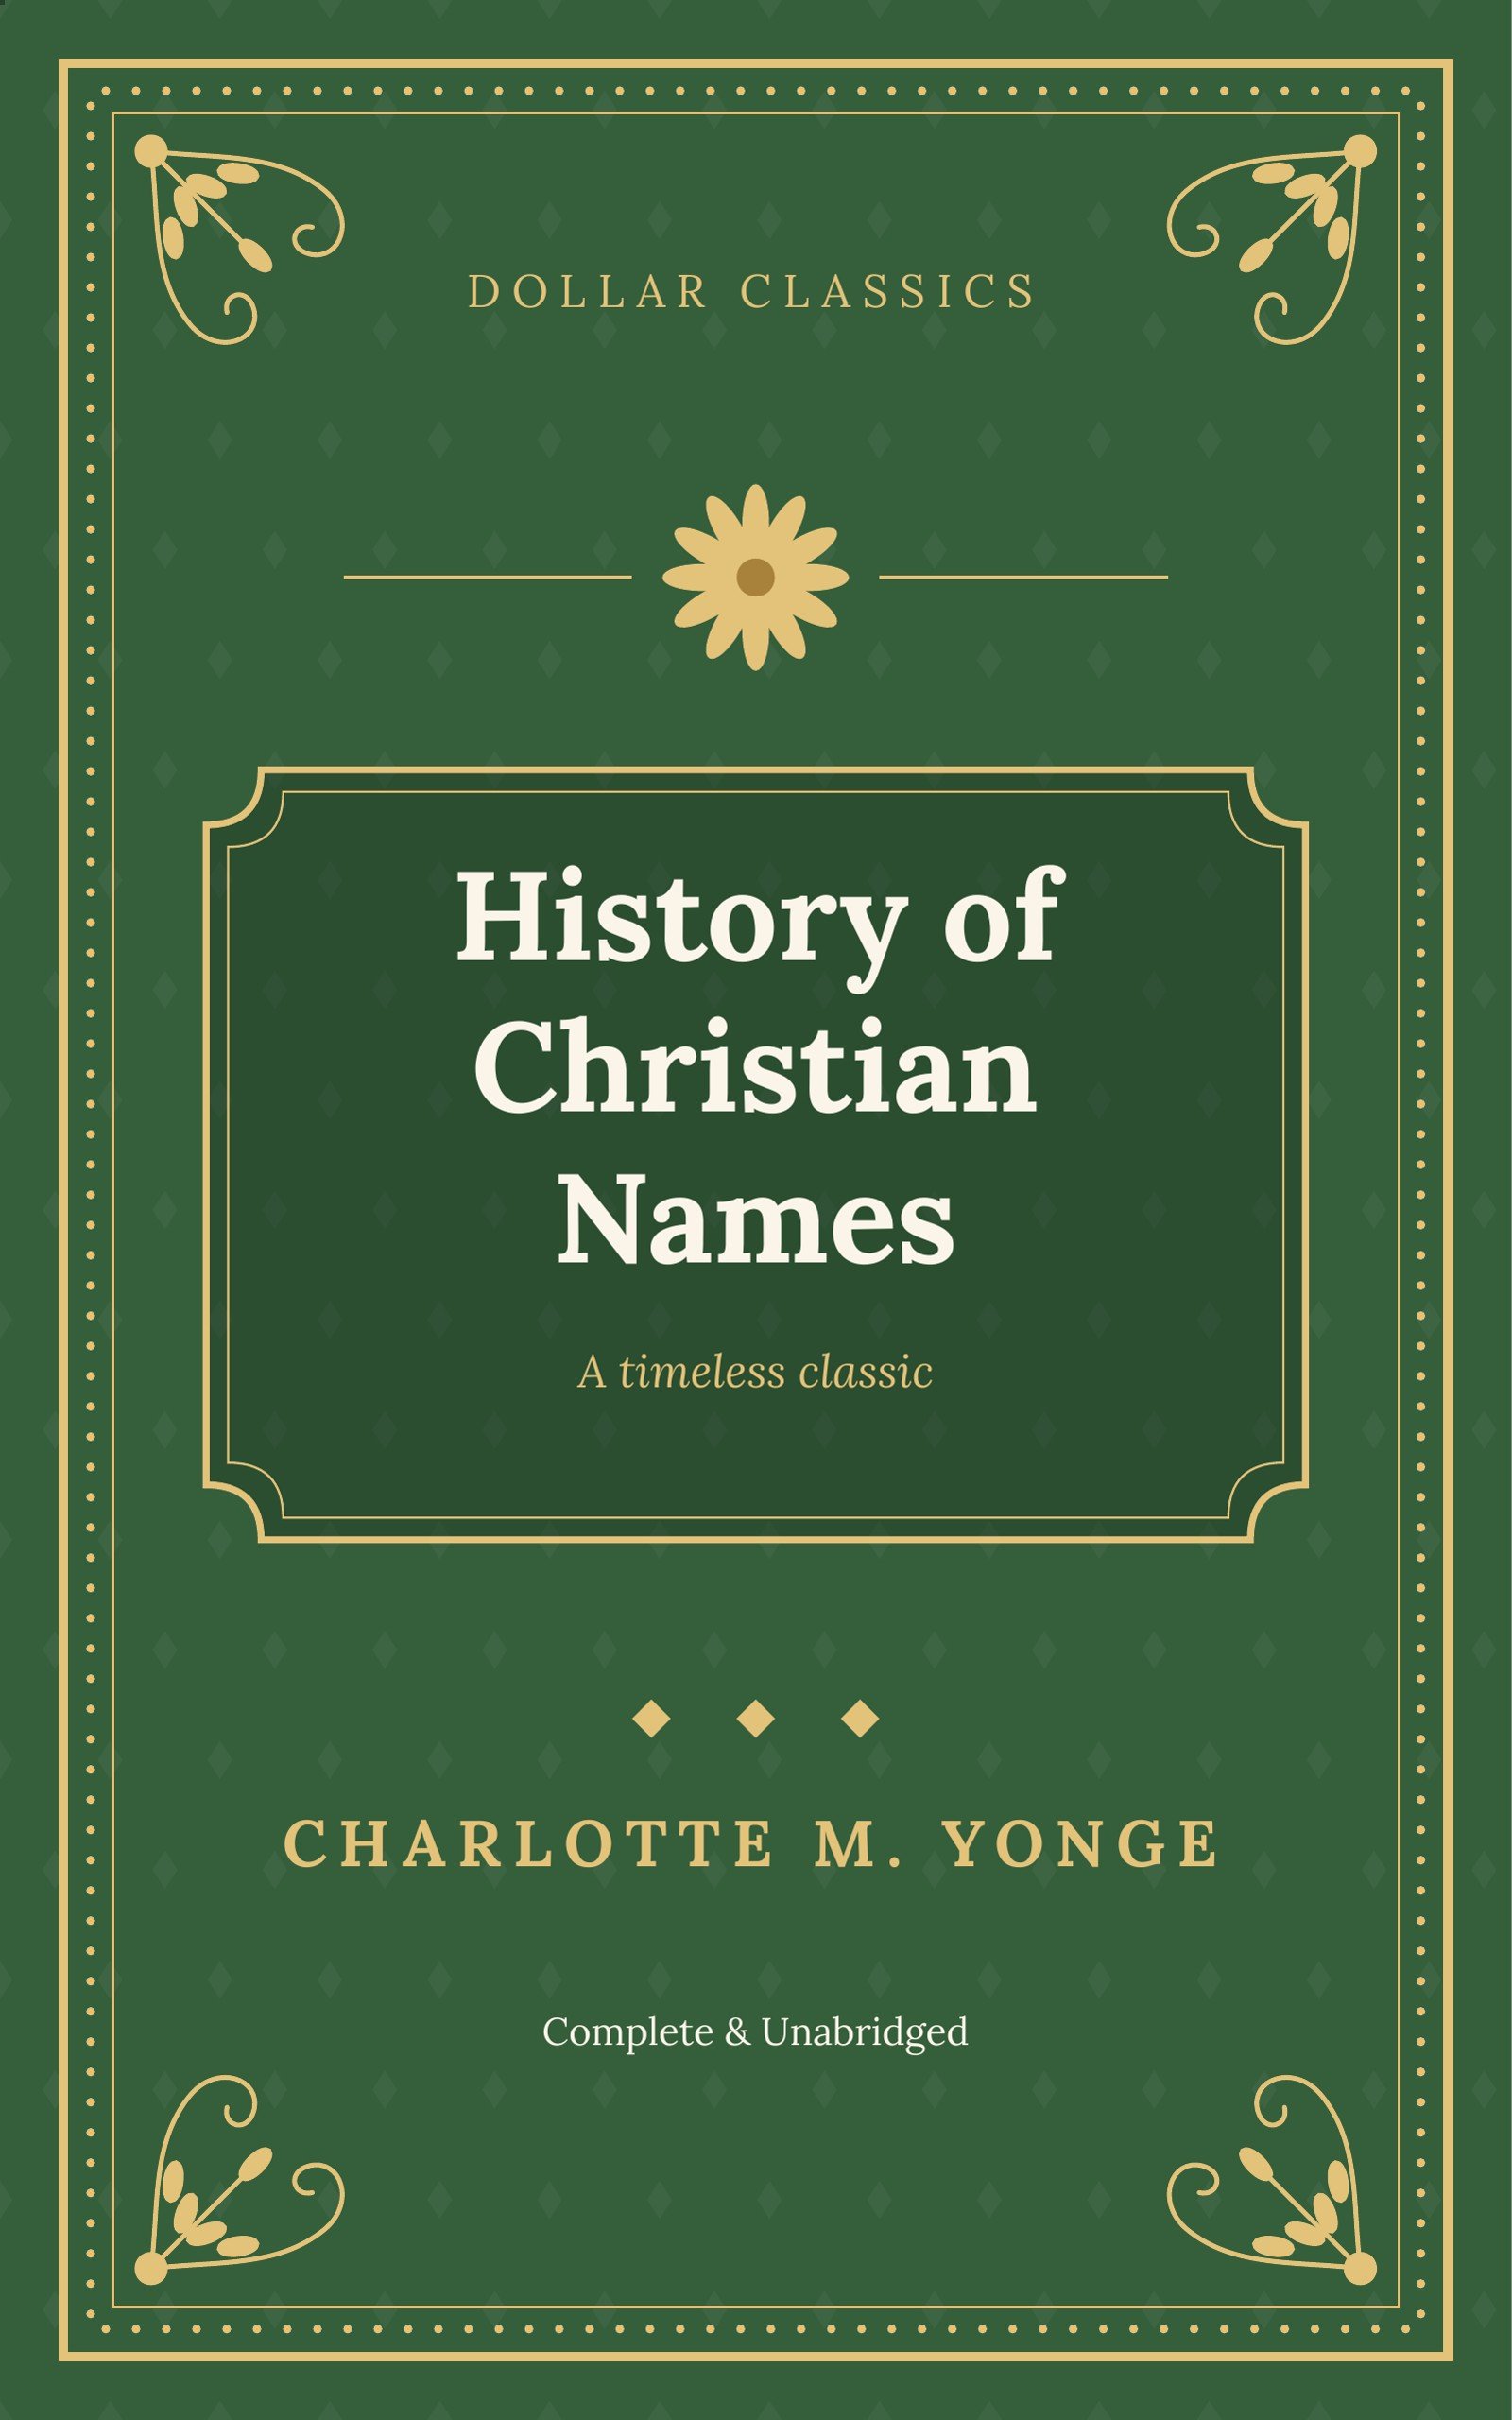 DOLLAR CLASSICS
History of
Christian
Names
A timeless classic
CHARLOTTE M. YONGE
Complete & Unabridged